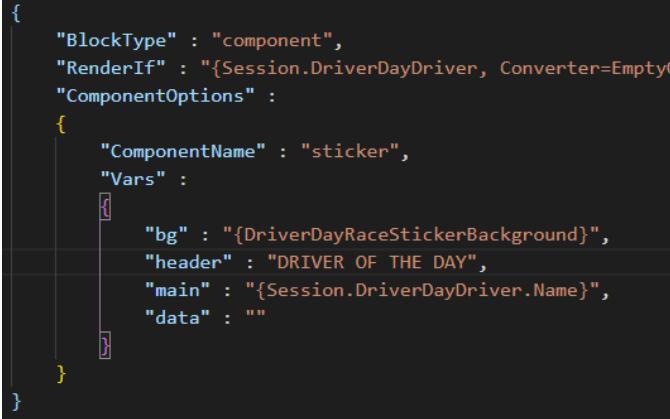 {
"BlockType" : "component",
"RenderIf" : "{Session.DriverDayDriver, Converter=Empty
"ComponentOptions" :
{
"ComponentName" : "sticker",
"Vars" :
{
"bg" : "{DriverDayRaceStickerBackground}",
"header" : "DRIVER OF THE DAY",
"main" : "{Session.DriverDayDriver.Name}",
"data" : ""
}
}
}